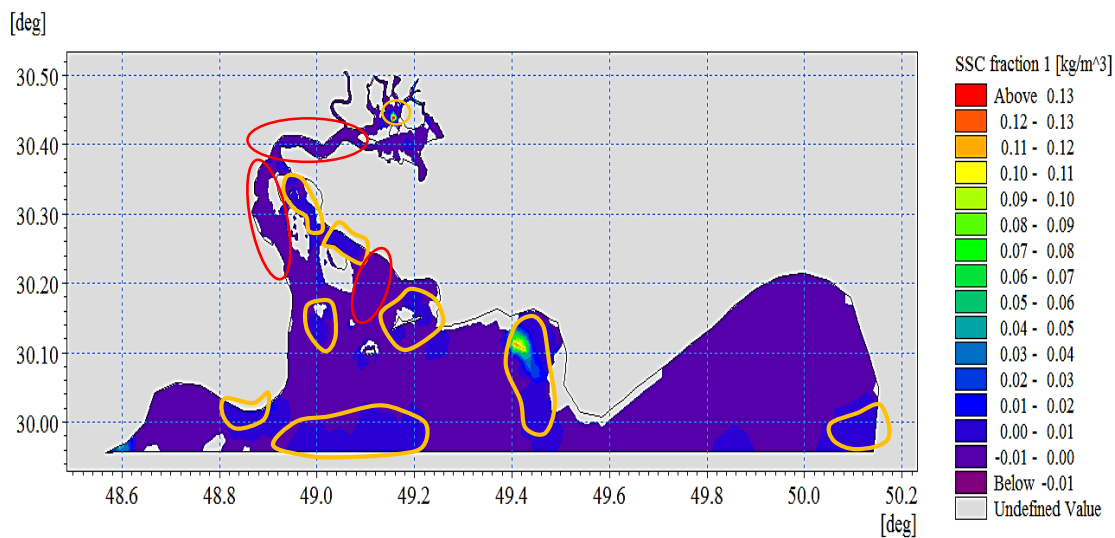 [deg]
30.50
30.40
30.30
30.20
30.10
30.00
48.6 48.8 49.0 49.2 49.4 49.6 49.8 50.0 50.2
[deg]
SSC fraction 1 [kg/m^3]
Above 0.13
0.12 - 0.13
0.11 - 0.12
0.10 - 0.11
0.09 - 0.10
0.08 - 0.09
0.07 - 0.08
0.06 - 0.07
0.05 - 0.06
0.04 - 0.05
0.03 - 0.04
0.02 - 0.03
0.01 - 0.02
0.00 - 0.01
-0.01 - 0.00
Below -0.01
Undefined Value